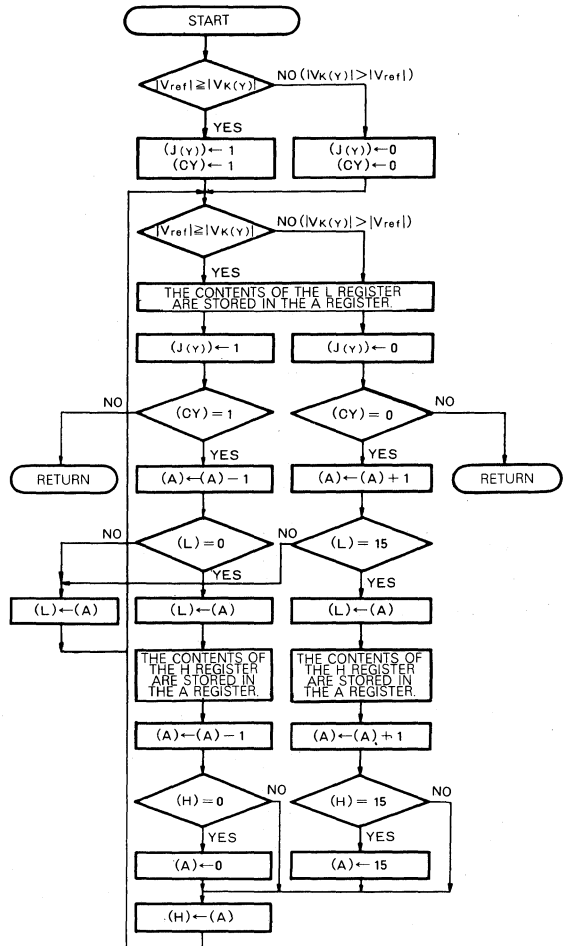 START
|Vref|≧|VK(Y)|
NO(|VK(Y)|>|Vref|)
YES
(J(Y))←1
(CY)←1
(J(Y))←0
(CY)←0
|Vref|≧|VK(Y)|
NO(|VK(Y)|>|Vref|)
YES
THE CONTENTS OF THE L REGISTER
ARE STORED IN THE A REGISTER.
(J(Y))←1
(J(Y))←0
NO
(CY)=1
(CY)=0
NO
YES
YES
RETURN
(A)←(A)−1
(A)←(A)+1
RETURN
NO
(L)=0
NO
(L)=15
YES
YES
(L)←(A)
(L)←(A)
(L)←(A)
THE CONTENTS OF
THE H REGISTER
ARE STORED IN
THE A REGISTER.
THE CONTENTS OF
THE H REGISTER
ARE STORED IN
THE A REGISTER.
(A)←(A)−1
(A)←(A)+1
(H)=0
NO
(H)=15
NO
YES
YES
(A)←0
(A)←15
(H)←(A)